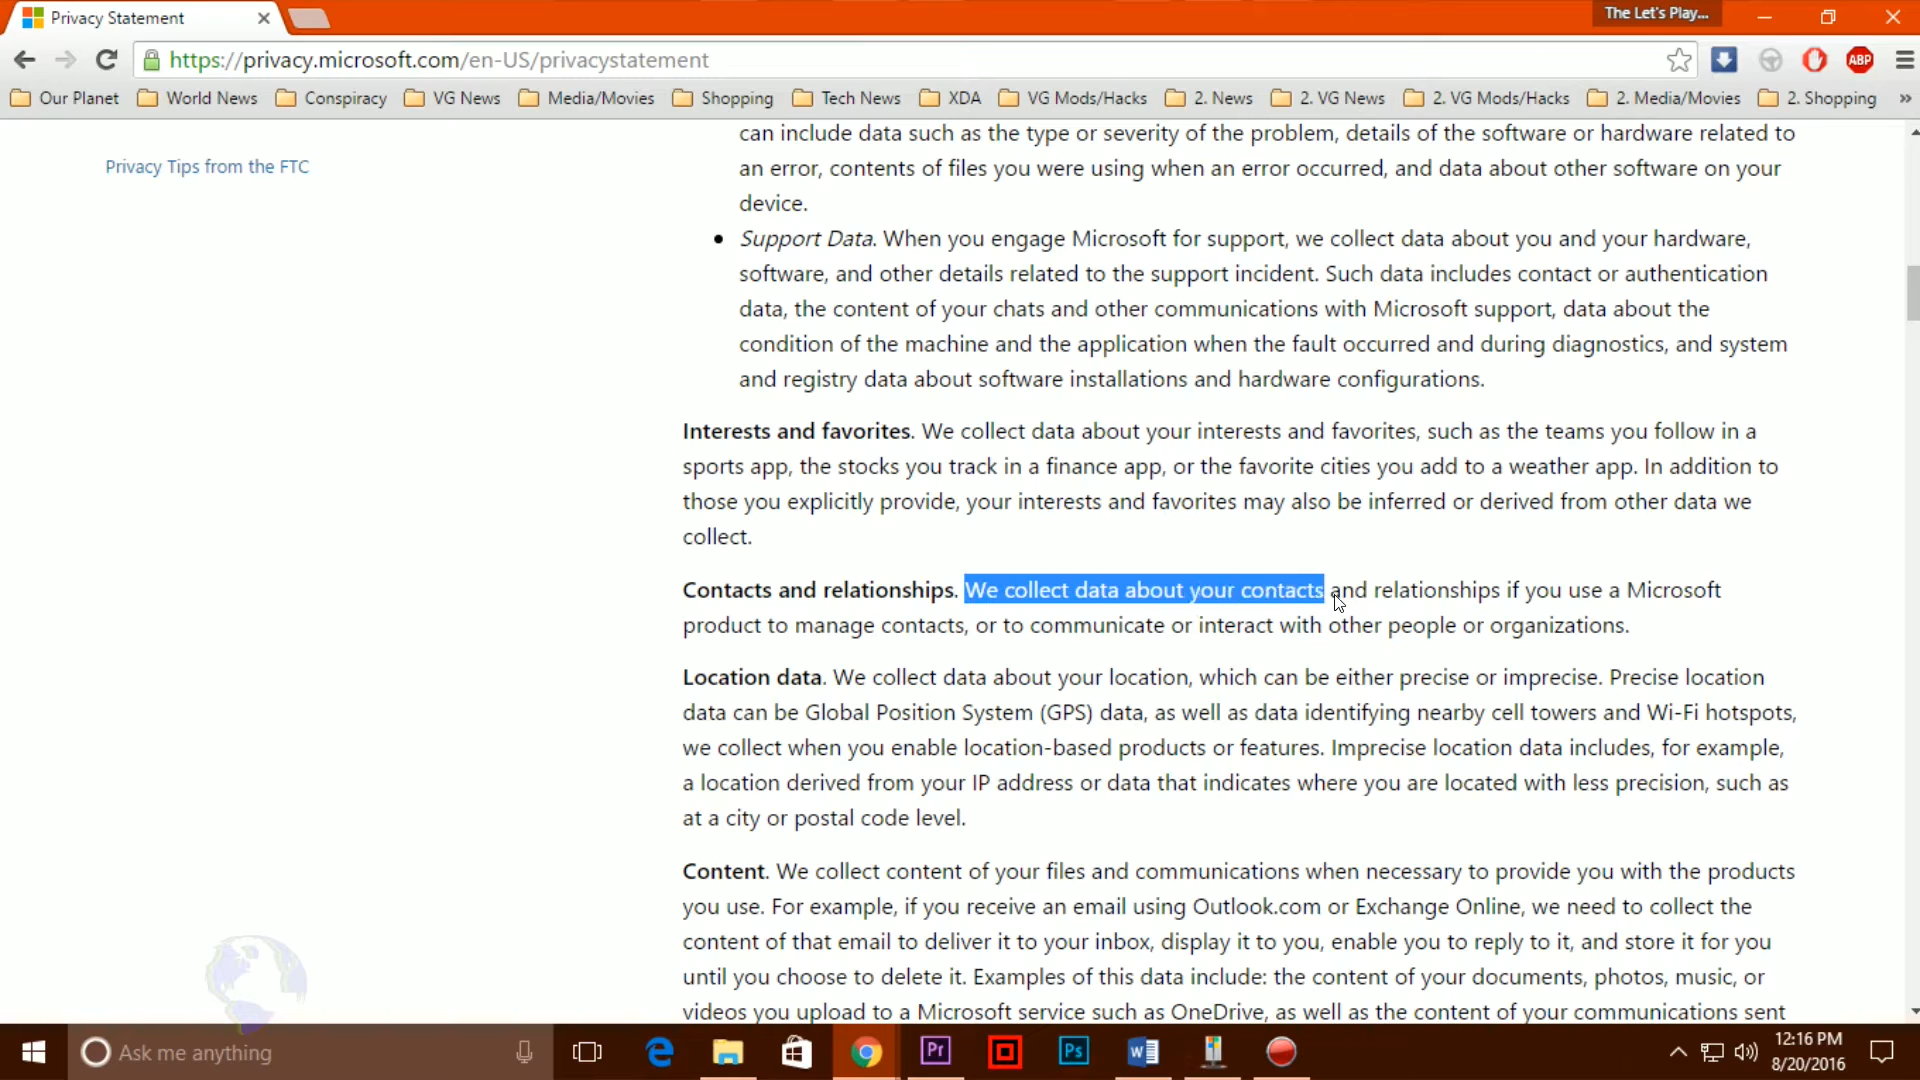 Privacy Statement
The Let's Play...
https://privacy.microsoft.com/en-US/privacystatement
ABP
Our Planet World News Conspiracy VG News Media/Movies Shopping Tech News XDA VG Mods/Hacks 2. News 2. VG News 2. VG Mods/Hacks 2. Media/Movies 2. Shopping »
Privacy Tips from the FTC
can include data such as the type or severity of the problem, details of the software or hardware related to
an error, contents of files you were using when an error occurred, and data about other software on your
device.
• Support Data. When you engage Microsoft for support, we collect data about you and your hardware,
software, and other details related to the support incident. Such data includes contact or authentication
data, the content of your chats and other communications with Microsoft support, data about the
condition of the machine and the application when the fault occurred and during diagnostics, and system
and registry data about software installations and hardware configurations.
Interests and favorites. We collect data about your interests and favorites, such as the teams you follow in a
sports app, the stocks you track in a finance app, or the favorite cities you add to a weather app. In addition to
those you explicitly provide, your interests and favorites may also be inferred or derived from other data we
collect.
Contacts and relationships. We collect data about your contacts and relationships if you use a Microsoft
product to manage contacts, or to communicate or interact with other people or organizations.
Location data. We collect data about your location, which can be either precise or imprecise. Precise location
data can be Global Position System (GPS) data, as well as data identifying nearby cell towers and Wi-Fi hotspots,
we collect when you enable location-based products or features. Imprecise location data includes, for example,
a location derived from your IP address or data that indicates where you are located with less precision, such as
at a city or postal code level.
Content. We collect content of your files and communications when necessary to provide you with the products
you use. For example, if you receive an email using Outlook.com or Exchange Online, we need to collect the
content of that email to deliver it to your inbox, display it to you, enable you to reply to it, and store it for you
until you choose to delete it. Examples of this data include: the content of your documents, photos, music, or
videos you upload to a Microsoft service such as OneDrive, as well as the content of your communications sent
Ask me anything
Pr
Ps
12:16 PM
8/20/2016